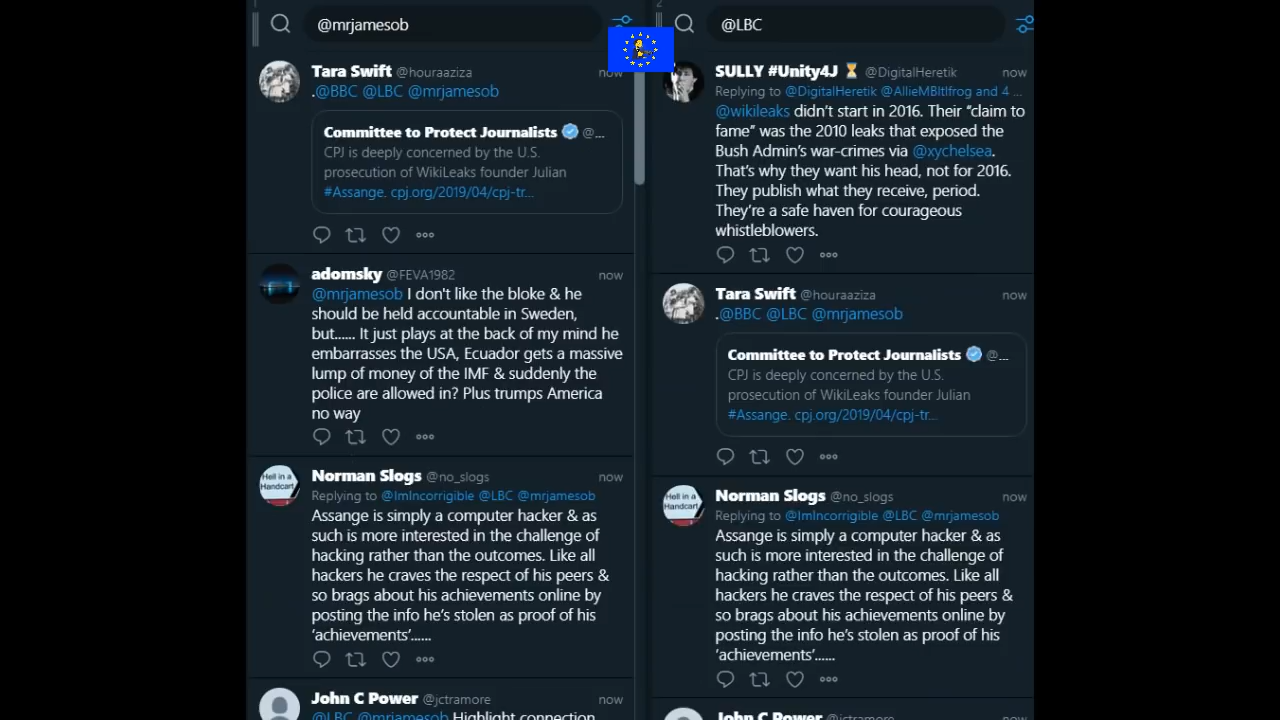 1
@mrjamesob
Tara Swift @houraaziza now
.@BBC @LBC @mrjamesob
Committee to Protect Journalists @...
CPJ is deeply concerned by the U.S.
prosecution of WikiLeaks founder Julian
#Assange. cpj.org/2019/04/cpj-tr...
adomsky @FEVA1982 now
@mrjamesob I don't like the bloke & he
should be held accountable in Sweden,
but...... It just plays at the back of my mind he
embarrasses the USA, Ecuador gets a massive
lump of money of the IMF & suddenly the
police are allowed in? Plus trumps America
no way
Hell in a
Handcart
Norman Slogs @no_slogs now
Replying to @ImIncorrigible @LBC @mrjamesob
Assange is simply a computer hacker & as
such is more interested in the challenge of
hacking rather than the outcomes. Like all
hackers he craves the respect of his peers &
so brags about his achievements online by
posting the info he's stolen as proof of his
'achievements'......
John C Power @jctramore now
@LBC @mrjamesob Highlight connection
2
@LBC
SULLY #Unity4J ⏳ @DigitalHeretik now
Replying to @DigitalHeretik @AllieMBltlfrog and 4 ...
@wikileaks didn't start in 2016. Their "claim to
fame" was the 2010 leaks that exposed the
Bush Admin's war-crimes via @xychelsea.
That's why they want his head, not for 2016.
They publish what they receive, period.
They're a safe haven for courageous
whistleblowers.
Tara Swift @houraaziza now
.@BBC @LBC @mrjamesob
Committee to Protect Journalists @...
CPJ is deeply concerned by the U.S.
prosecution of WikiLeaks founder Julian
#Assange. cpj.org/2019/04/cpj-tr...
Hell in a
Handcart
Norman Slogs @no_slogs now
Replying to @ImIncorrigible @LBC @mrjamesob
Assange is simply a computer hacker & as
such is more interested in the challenge of
hacking rather than the outcomes. Like all
hackers he craves the respect of his peers &
so brags about his achievements online by
posting the info he's stolen as proof of his
'achievements'......
John C Power @jctramore now